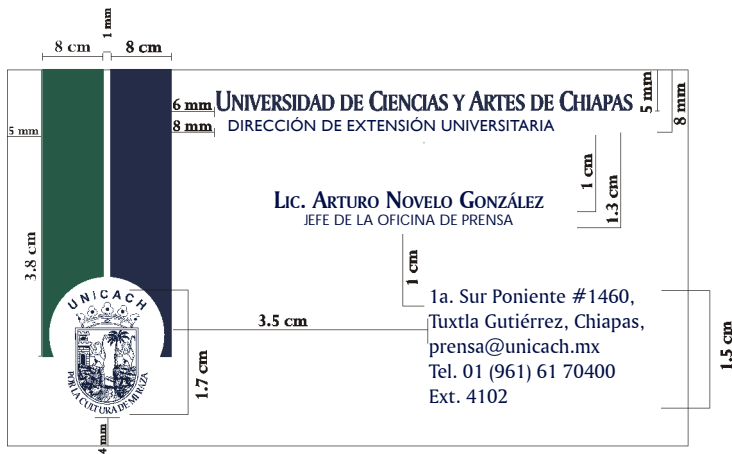 1 mm
8 cm
8 cm
6 mm
UNIVERSIDAD DE CIENCIAS Y ARTES DE CHIAPAS
5 mm
8 mm
5 mm
8 mm
DIRECCIÓN DE EXTENSIÓN UNIVERSITARIA
LIC. ARTURO NOVELO GONZÁLEZ
JEFE DE LA OFICINA DE PRENSA
1 cm
1.3 cm
3.8 cm
1 cm
UNICACH
POR LA CULTURA DE MI RAZA
3.5 cm
1a. Sur Poniente #1460,
Tuxtla Gutiérrez, Chiapas,
prensa@unicach.mx
Tel. 01 (961) 61 70400
Ext. 4102
1.7 cm
1.5 cm
4 mm